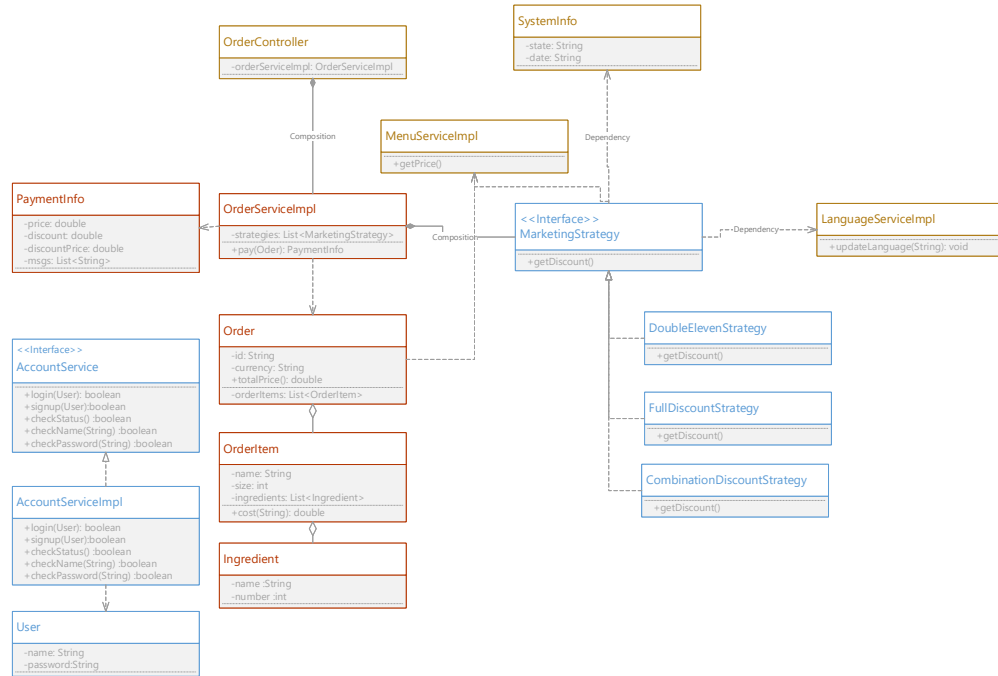 SystemInfo
-state: String
-date: String
OrderController
-orderServiceImpl: OrderServiceImpl
Composition
Dependency
MenuServiceImpl
+getPrice()
PaymentInfo
-price: double
-discount: double
-discountPrice: double
-msgs: List<String>
OrderServiceImpl
-strategies: List<MarketingStrategy>
+pay(Oder): PaymentInfo
Composition
<<Interface>>
MarketingStrategy
+getDiscount()
Dependency
LanguageServiceImpl
+updateLanguage(String): void
Order
-id: String
-currency: String
+totalPrice(): double
-orderItems: List<OrderItem>
DoubleElevenStrategy
+getDiscount()
<<Interface>>
AccountService
+login(User): boolean
+signup(User):boolean
+checkStatus() :boolean
+checkName(String) :boolean
+checkPassword(String) :boolean
FullDiscountStrategy
+getDiscount()
OrderItem
-name: String
-size: int
-ingredients: List<Ingredient>
+cost(String): double
CombinationDiscountStrategy
+getDiscount()
AccountServiceImpl
+login(User): boolean
+signup(User):boolean
+checkStatus() :boolean
+checkName(String) :boolean
+checkPassword(String) :boolean
Ingredient
-name :String
-number :int
User
-name: String
-password:String